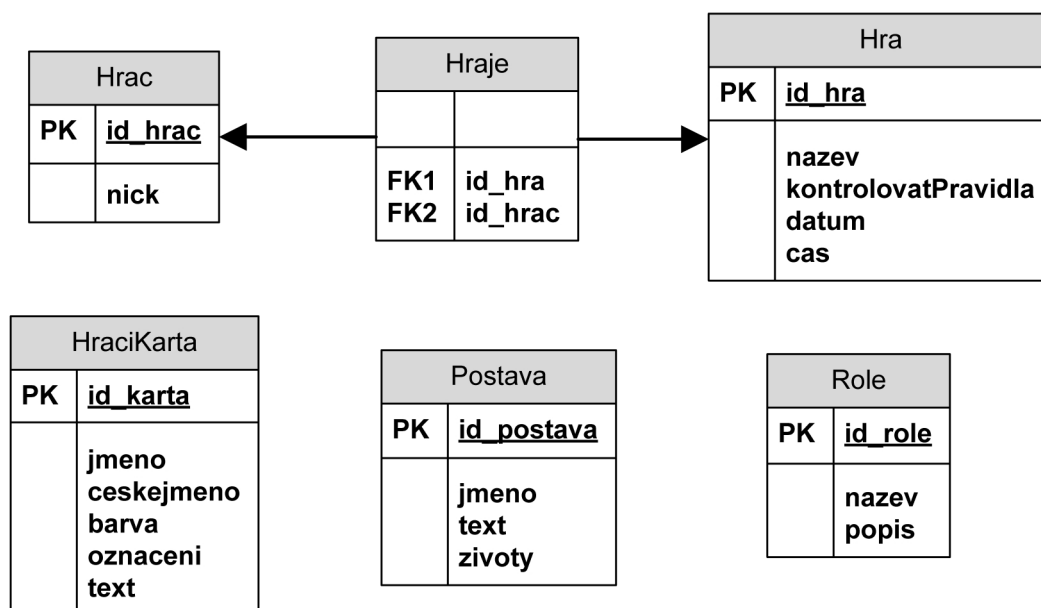 Hrac
PK id_hrac
nick
Hraje
FK1 id_hra
FK2 id_hrac
Hra
PK id_hra
nazev
kontrolovatPravidla
datum
cas
HraciKarta
PK id_karta
jmeno
ceskejmeno
barva
oznaceni
text
Postava
PK id_postava
jmeno
text
zivoty
Role
PK id_role
nazev
popis